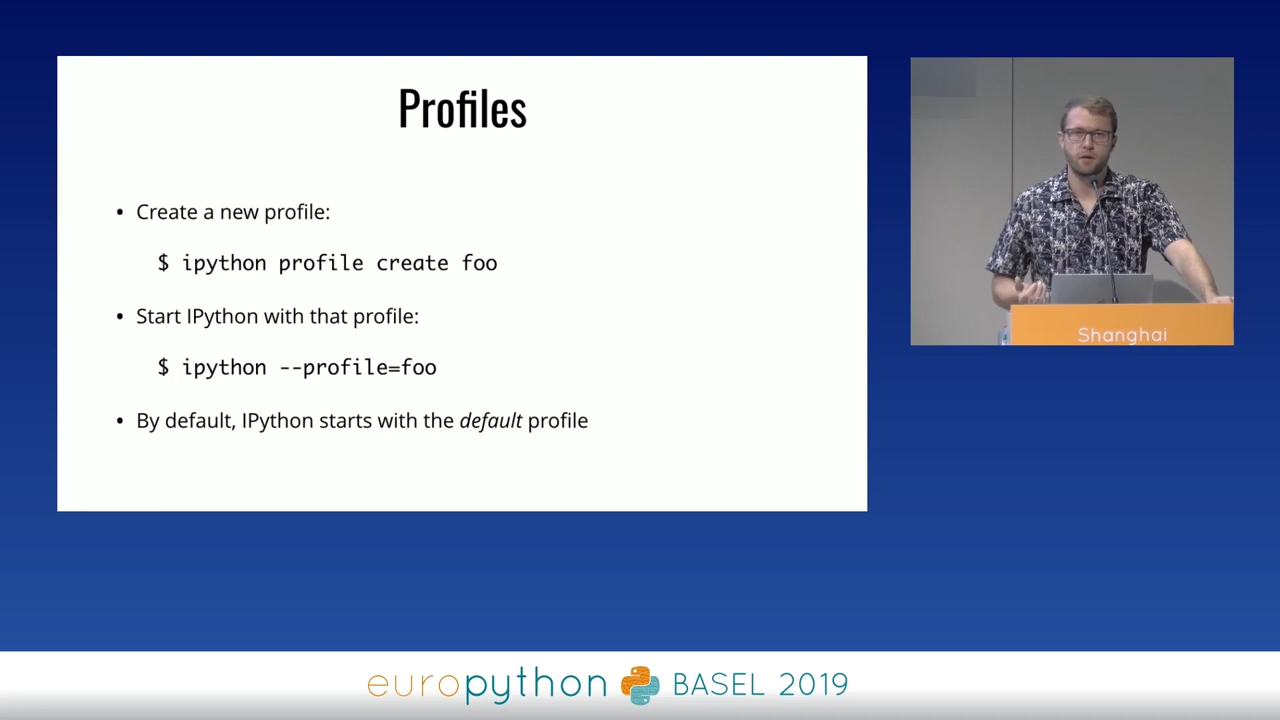 Profiles
• Create a new profile:
$ ipython profile create foo
• Start IPython with that profile:
$ ipython --profile=foo
• By default, IPython starts with the default profile
Shanghai
europython BASEL 2019